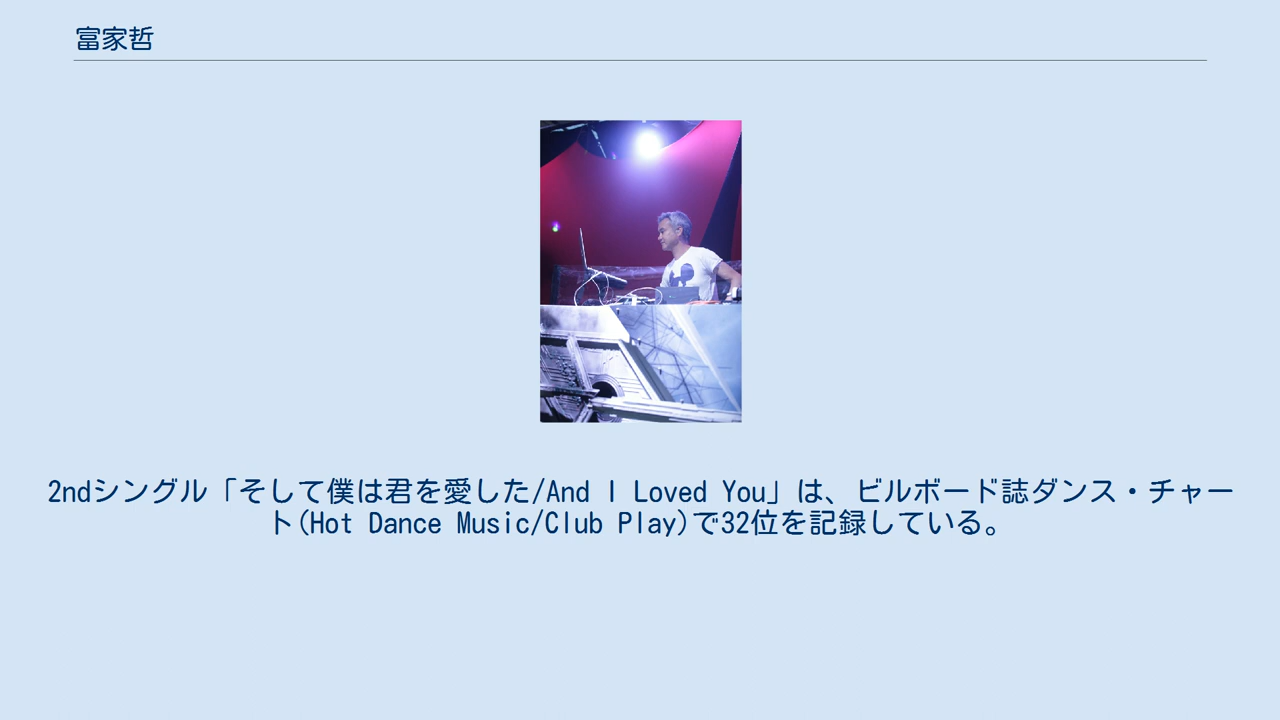 富家哲
2ndシングル「そして僕は君を愛した/And I Loved You」は、ビルボード誌ダンス・チャー
ト(Hot Dance Music/Club Play)で32位を記録している。